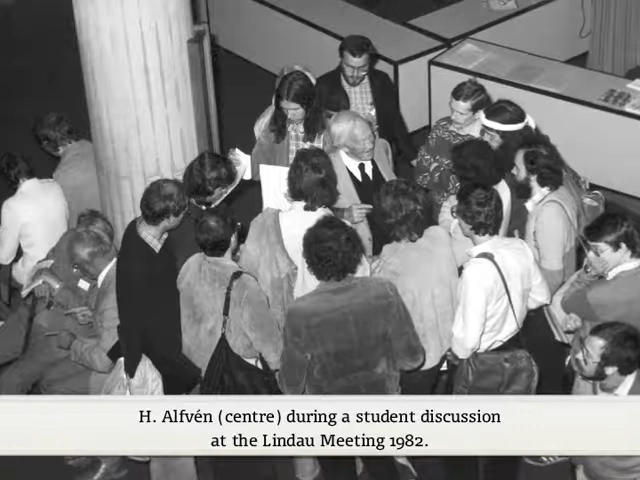 H. Alfvén (centre) during a student discussion
at the Lindau Meeting 1982.